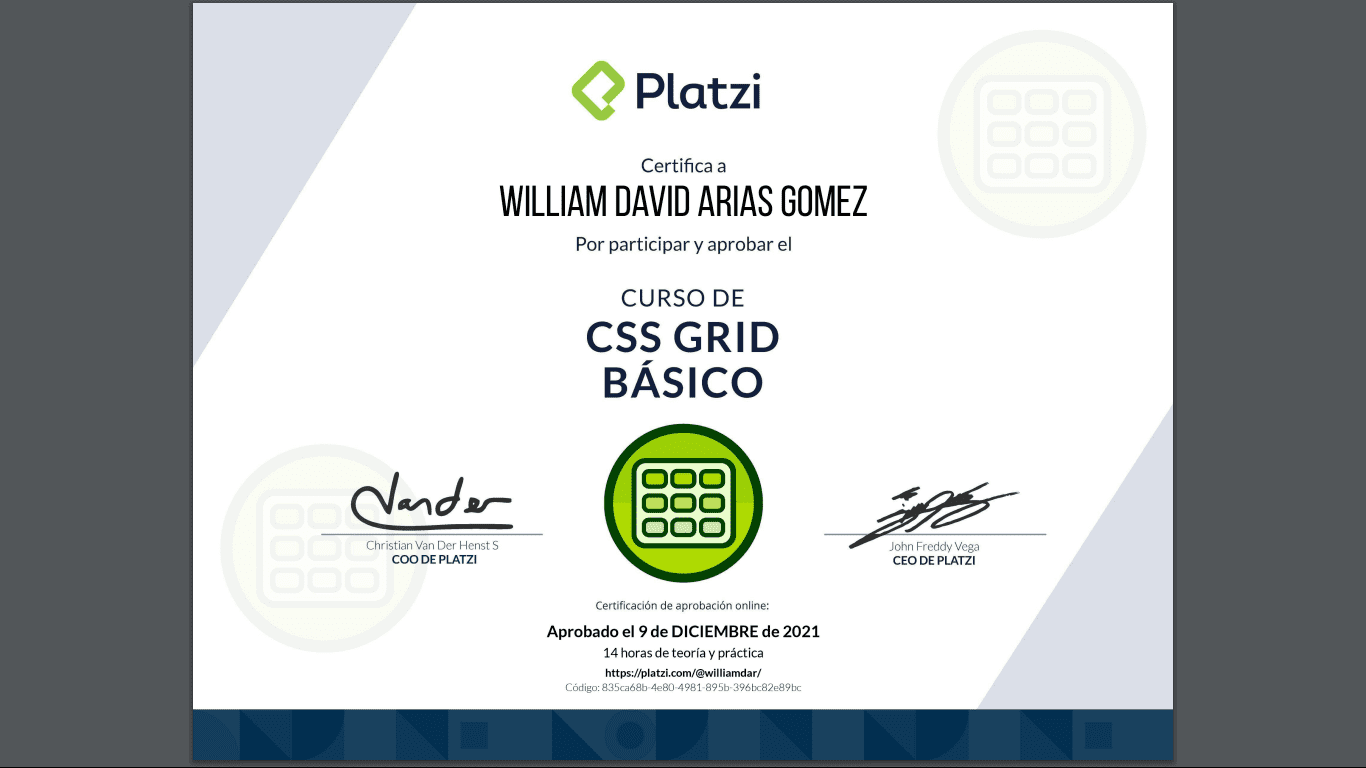 Platzi
Certifica a
WILLIAM DAVID ARIAS GOMEZ
Por participar y aprobar el
CURSO DE
CSS GRID
BÁSICO
Vander
Christian Van Der Henst S
COO DE PLATZI
John Freddy Vega
CEO DE PLATZI
Certificación de aprobación online:
Aprobado el 9 de DICIEMBRE de 2021
14 horas de teoría y práctica
https://platzi.com/@williamdar/
Código: 835ca68b-4e80-4981-895b-396bc82e89bc